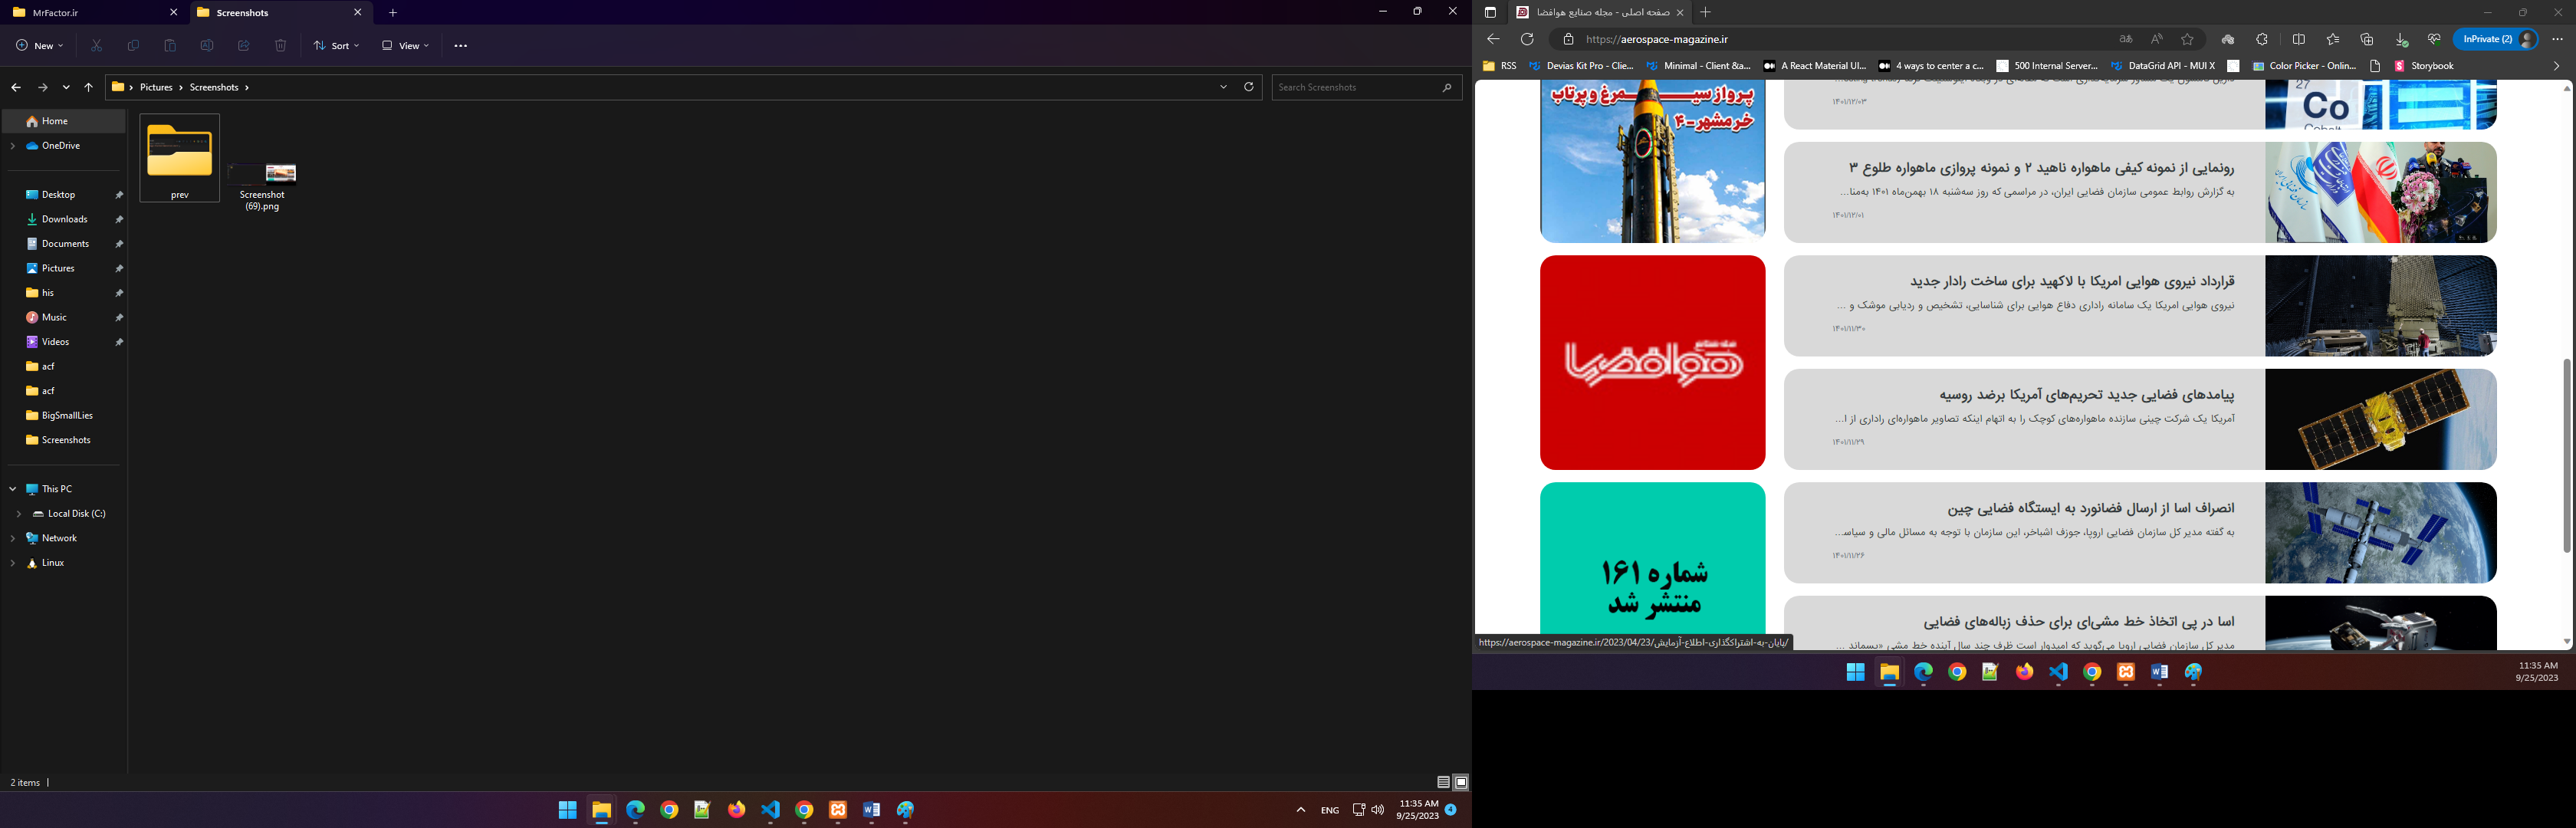 MrFactor.ir
Screenshots
New
Sort
View
Pictures
Screenshots
Search Screenshots
Home
OneDrive
Desktop
Downloads
Documents
Pictures
his
Music
Videos
acf
acf
BigSmallLies
Screenshots
This PC
Local Disk (C:)
Network
Linux
prev
Screenshot
(69).png
2 items
ENG
11:35 AM
9/25/2023
4
صفحه اصلی - مجله صنایع هوافضا
https://aerospace-magazine.ir
InPrivate (2)
RSS
Devias Kit Pro - Clie...
Minimal - Client &a...
A React Material UI...
4 ways to center a c...
500 Internal Server...
DataGrid API - MUI X
Color Picker - Onlin...
Storybook
پرواز سیمرغ و پرتاب
خرمشهر-۴
۱۴۰۱/۱۲/۰۳
27
Co
Cobalt
رونمایی از نمونه کیفی ماهواره ناهید ۲ و نمونه پروازی ماهواره طلوع ۳
به گزارش روابط عمومی سازمان فضایی ایران، در مراسمی که روز سه‌شنبه ۱۸ بهمن‌ماه ۱۴۰۱ به‌منا...
۱۴۰۱/۱۲/۰۱
قرارداد نیروی هوایی امریکا با لاکهید برای ساخت رادار جدید
نیروی هوایی امریکا یک سامانه راداری دفاع هوایی برای شناسایی، تشخیص و ردیابی موشک و ...
۱۴۰۱/۱۱/۳۰
مجله صنایع
هوافضا
پیامدهای فضایی جدید تحریم‌های آمریکا برضد روسیه
آمریکا یک شرکت چینی سازنده ماهواره‌های کوچک را به اتهام اینکه تصاویر ماهواره‌ای راداری از ا...
۱۴۰۱/۱۱/۲۹
انصراف اسا از ارسال فضانورد به ایستگاه فضایی چین
به گفته مدیر کل سازمان فضایی اروپا، جوزف اشباخر، این سازمان با توجه به مسائل مالی و سیاسـ...
۱۴۰۱/۱۱/۲۶
شماره ۱۶۱
منتشر شد
اسا در پی اتخاذ خط مشی‌ای برای حذف زباله‌های فضایی
مدیر کل سازمان فضایی اروپا می‌گوید که امیدوار است ظرف چند سال آینده خط مشی «پسماند ...
https://aerospace-magazine.ir/2023/04/23/پایان-به-اشتراکگذاری-اطلاع-آزمایش/
11:35 AM
9/25/2023